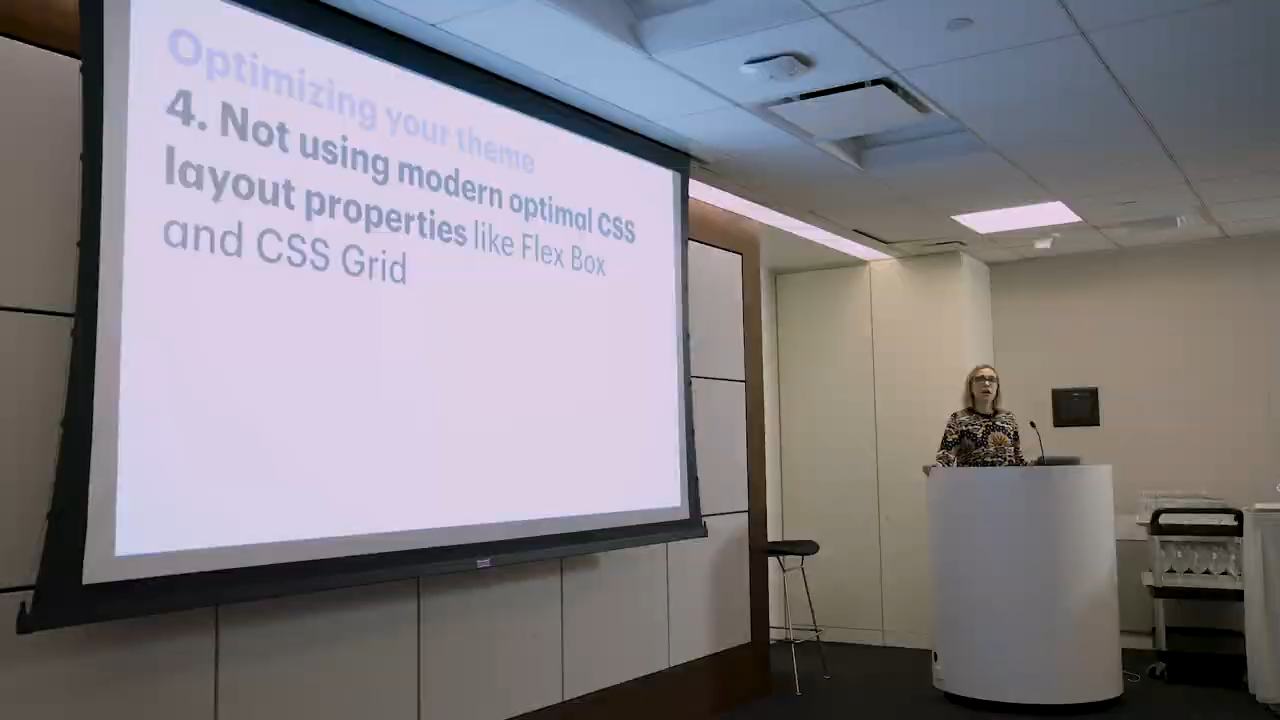 Optimizing your theme
4. Not using modern optimal CSS
layout properties like Flex Box
and CSS Grid